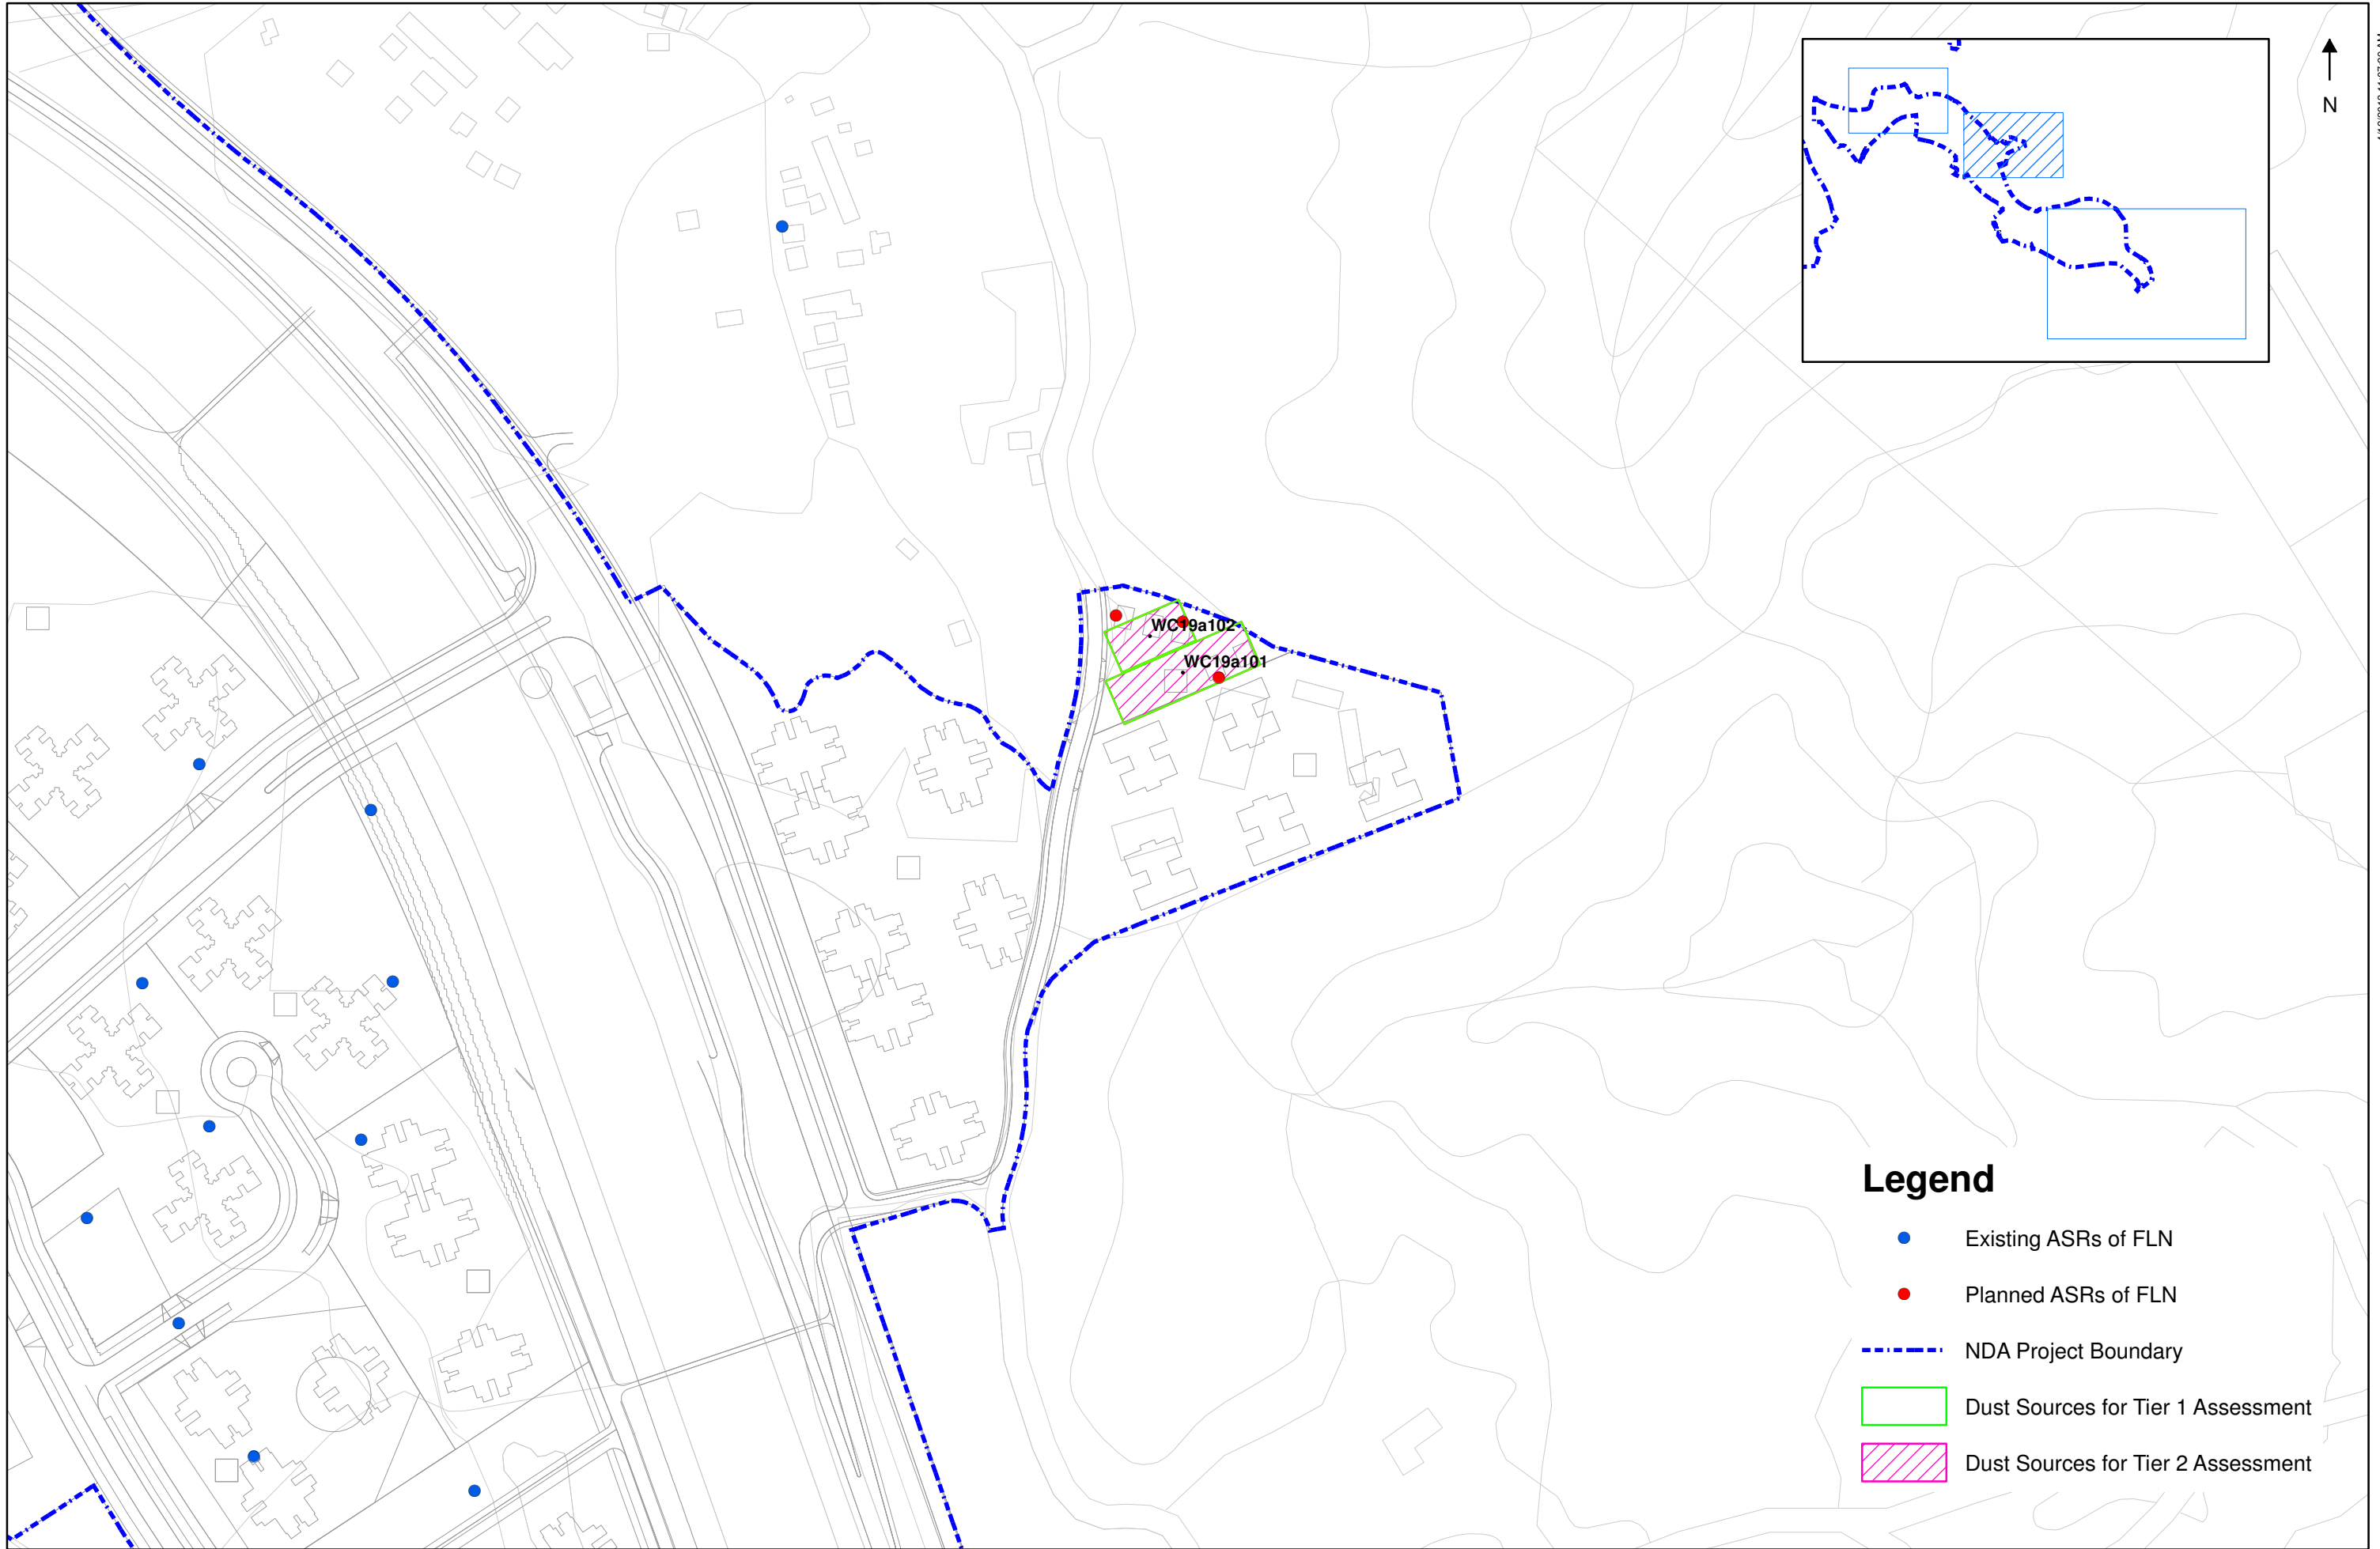 N
WC19a102
WC19a101
Legend
Existing ASRs of FLN
Planned ASRs of FLN
NDA Project Boundary
Dust Sources for Tier 1 Assessment
Dust Sources for Tier 2 Assessment